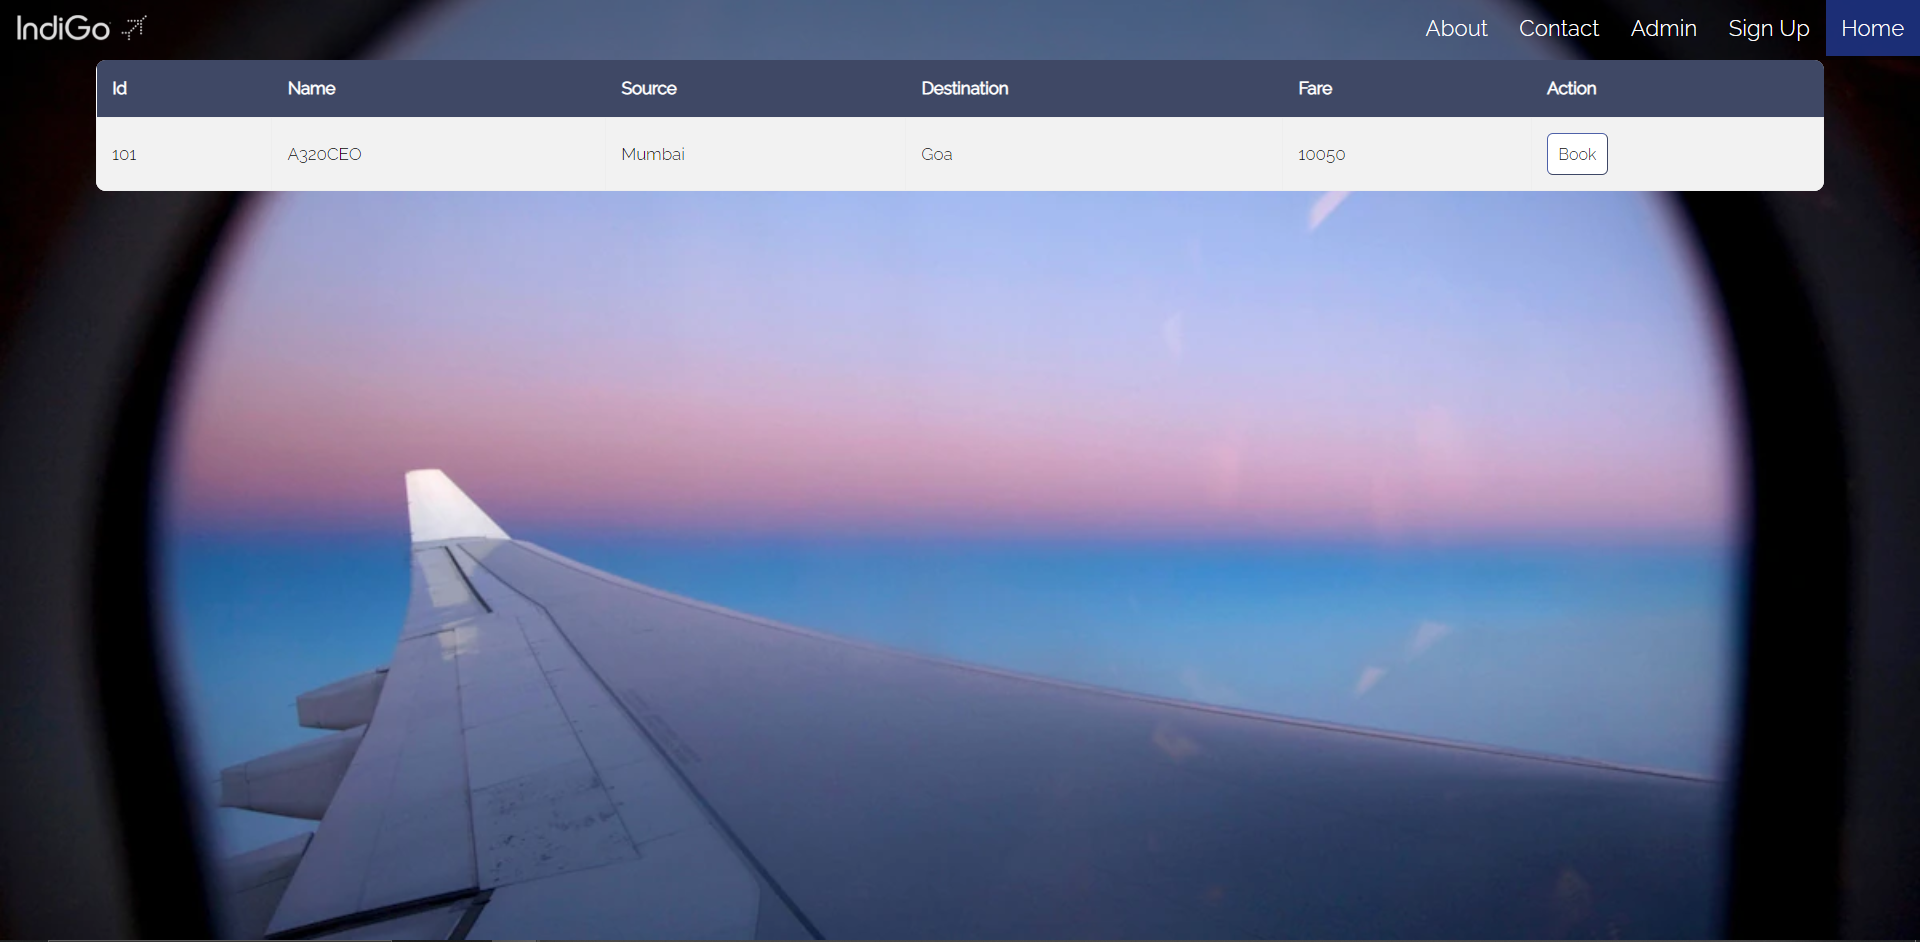 IndiGo
About Contact Admin Sign Up Home
Id Name Source Destination Fare Action
101 A320CEO Mumbai Goa 10050 Book